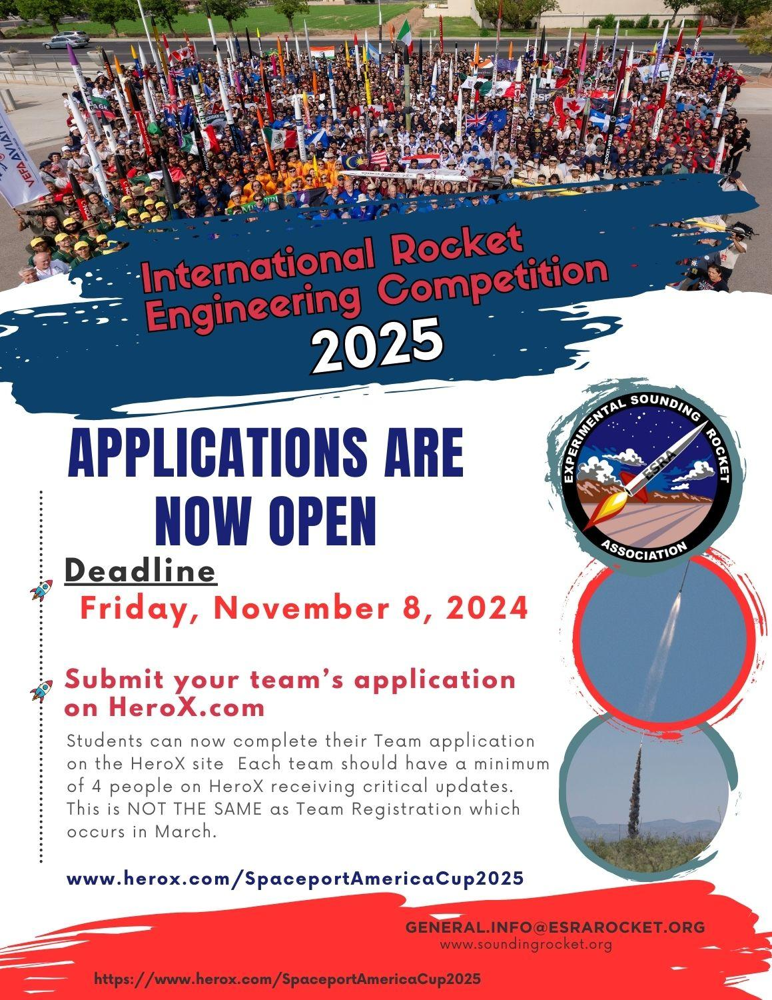 VEFA AVIATION
International Rocket
Engineering Competition
2025
EXPERIMENTAL SOUNDING ROCKET
ESRA
ASSOCIATION
APPLICATIONS ARE
NOW OPEN
Deadline
Friday, November 8, 2024
Submit your team’s application
on HeroX.com
Students can now complete their Team application
on the HeroX site  Each team should have a minimum
of 4 people on HeroX receiving critical updates.
This is NOT THE SAME as Team Registration which
occurs in March.
www.herox.com/SpaceportAmericaCup2025
GENERAL.INFO@ESRAROCKET.ORG
www.soundingrocket.org
https://www.herox.com/SpaceportAmericaCup2025